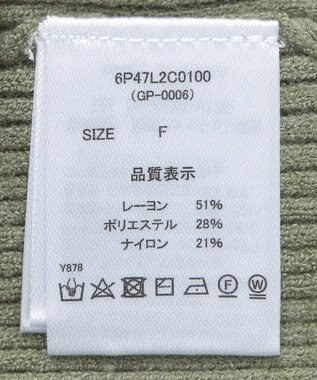 6P47L2C0100
(GP-0006)
SIZE F
品質表示
レーヨン 51%
ポリエステル 28%
ナイロン 21%
Y878
F W